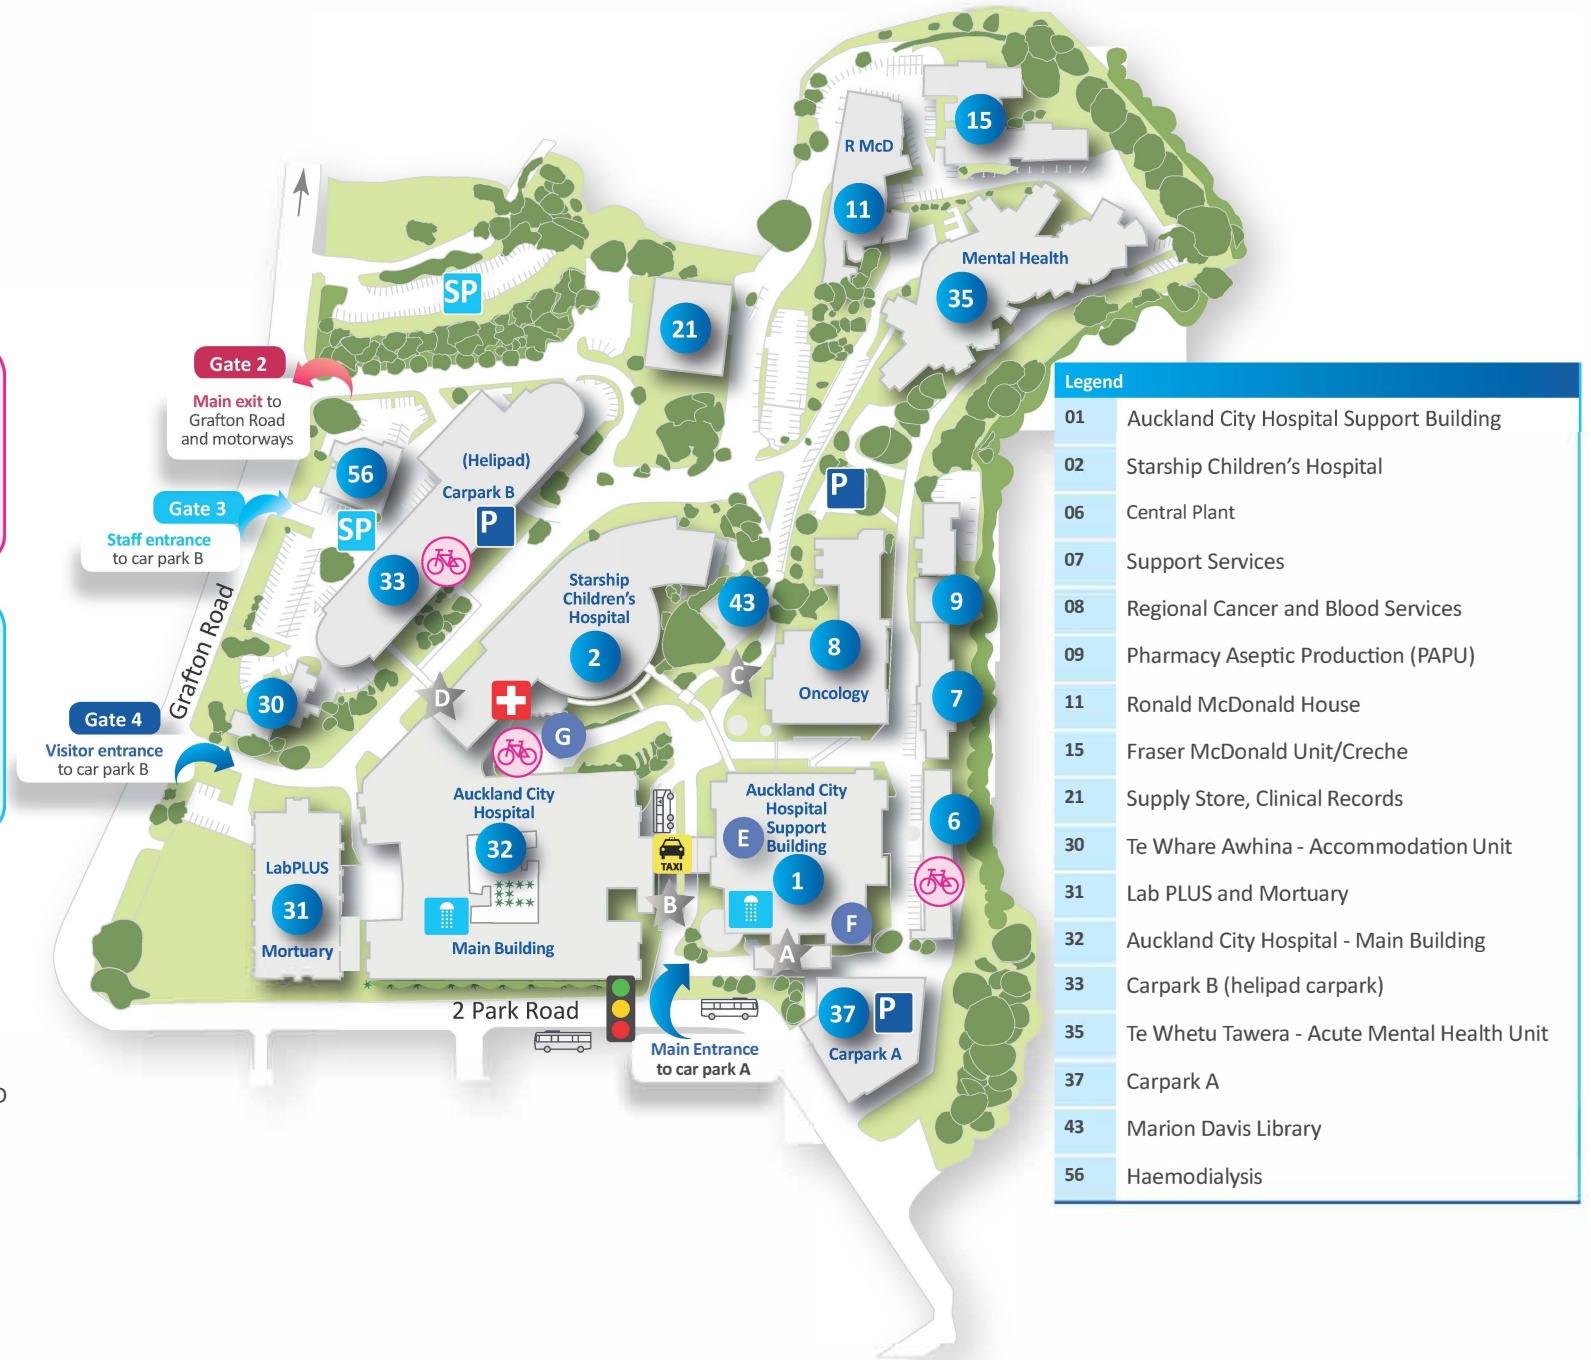 15
R McD
11
Mental Health
35
SP
21
Gate 2
Main exit to
Grafton Road
and motorways
(Helipad)
Carpark B
56
P
P
Gate 3
Staff entrance
to car park B
SP
33
Starship
Children's
Hospital
2
43
9
8
Oncology
C
7
Grafton Road
30
D
Gate 4
Visitor entrance
to car park B
G
Auckland City
Hospital
32
Main Building
TAXI
Auckland City
Hospital
Support
Building
E
1
6
LabPLUS
31
Mortuary
B
F
A
2 Park Road
37
P
Carpark A
Main Entrance
to car park A
Legend
01 Auckland City Hospital Support Building
02 Starship Children's Hospital
06 Central Plant
07 Support Services
08 Regional Cancer and Blood Services
09 Pharmacy Aseptic Production (PAPU)
11 Ronald McDonald House
15 Fraser McDonald Unit/Creche
21 Supply Store, Clinical Records
30 Te Whare Awhina - Accommodation Unit
31 Lab PLUS and Mortuary
32 Auckland City Hospital - Main Building
33 Carpark B (helipad carpark)
35 Te Whetu Tawera - Acute Mental Health Unit
37 Carpark A
43 Marion Davis Library
56 Haemodialysis